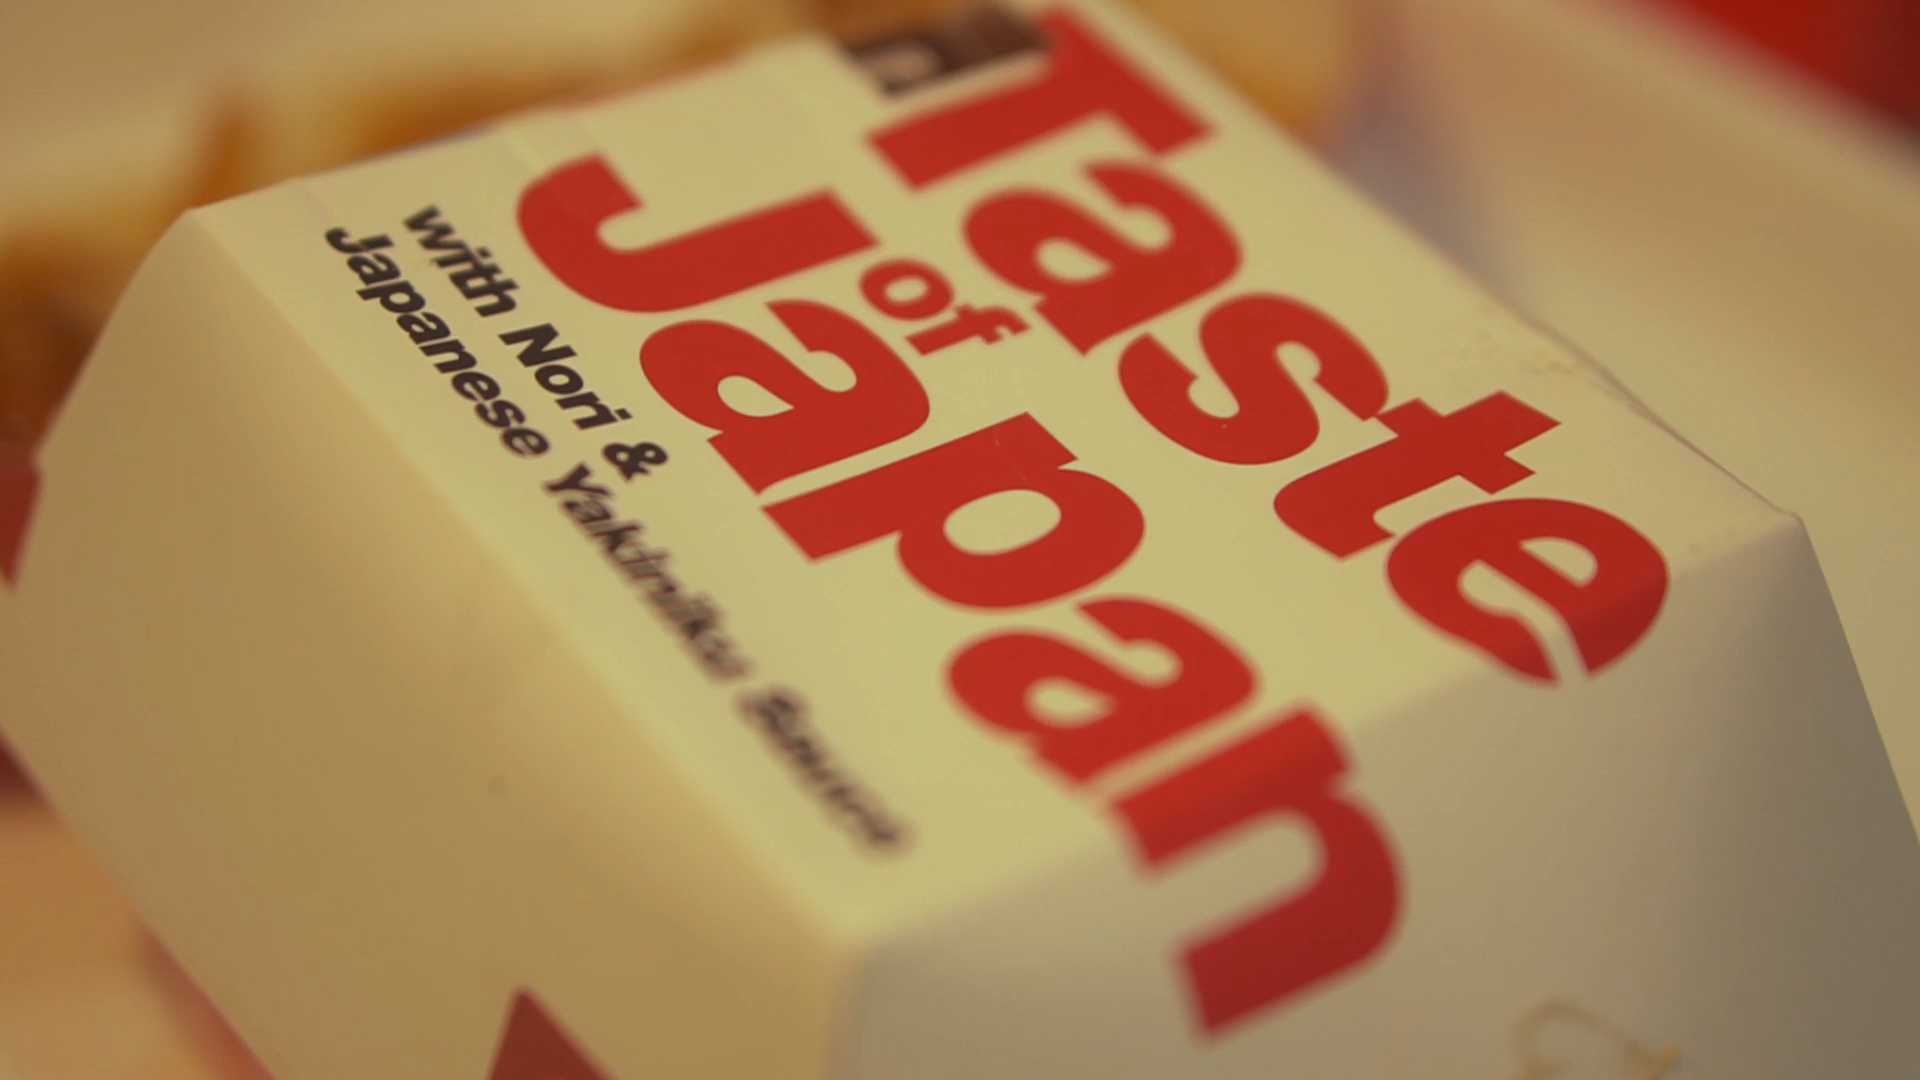 Taste
of
Japan
with Nori &
Japanese Yakiniku Sauce